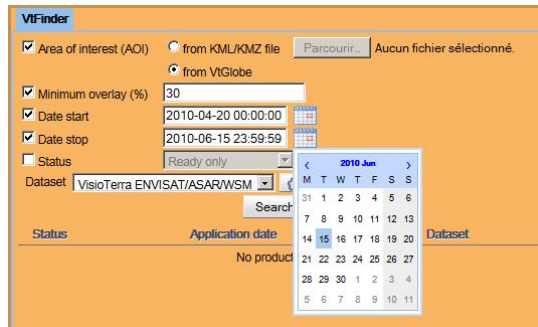 VtFinder
Area of interest (AOI) from KML/KMZ file Parcourir... Aucun fichier sélectionné.
from VtGlobe
Minimum overlay (%) 30
Date start 2010-04-20 00:00:00
Date stop 2010-06-15 23:59:59
Status Ready only
Dataset VisioTerra ENVISAT/ASAR/WSM
Search
Status Application date Dataset
No product
‹ 2010 Jun ›
M T W T F S S
31 1 2 3 4 5 6
7 8 9 10 11 12 13
14 15 16 17 18 19 20
21 22 23 24 25 26 27
28 29 30 1 2 3 4
5 6 7 8 9 10 11